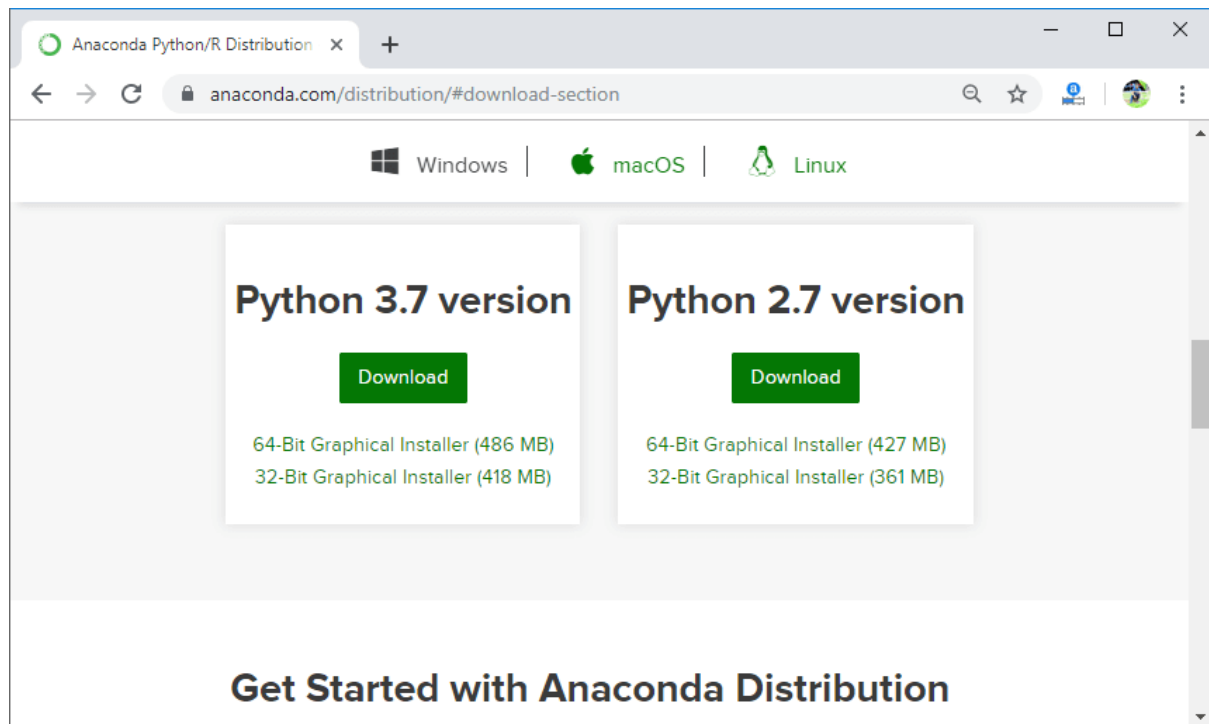 Anaconda Python/R Distribution
anaconda.com/distribution/#download-section
Windows | macOS | Linux
Python 3.7 version
Download
64-Bit Graphical Installer (486 MB)
32-Bit Graphical Installer (418 MB)
Python 2.7 version
Download
64-Bit Graphical Installer (427 MB)
32-Bit Graphical Installer (361 MB)
Get Started with Anaconda Distribution